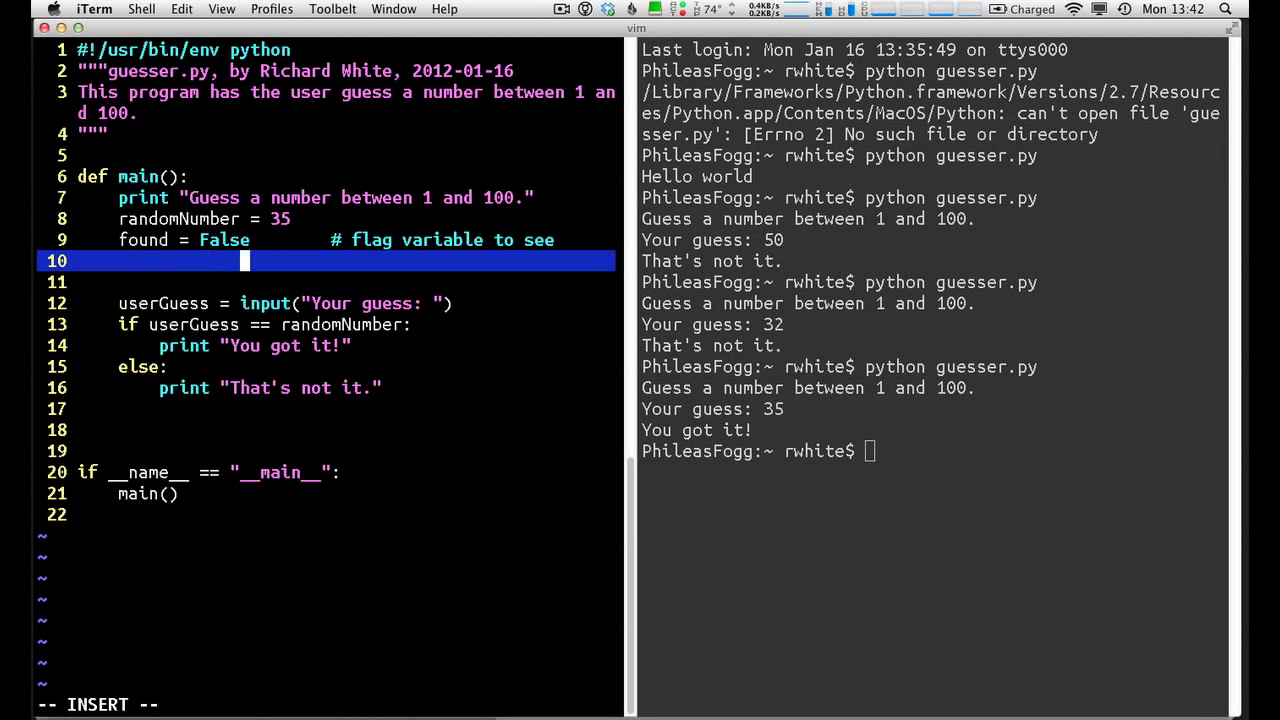 iTerm Shell Edit View Profiles Toolbelt Window Help 74° 0.4KB/s 0.2KB/s Charged Mon 13:42
vim
1 #!/usr/bin/env python
2 """guesser.py, by Richard White, 2012-01-16
3 This program has the user guess a number between 1 an
d 100.
4 """
5
6 def main():
7 print "Guess a number between 1 and 100."
8 randomNumber = 35
9 found = False # flag variable to see
10
11
12 userGuess = input("Your guess: ")
13 if userGuess == randomNumber:
14 print "You got it!"
15 else:
16 print "That's not it."
17
18
19
20 if __name__ == "__main__":
21 main()
22
~
~
~
~
~
~
~
~
-- INSERT --
Last login: Mon Jan 16 13:35:49 on ttys000
PhileasFogg:~ rwhite$ python guesser.py
/Library/Frameworks/Python.framework/Versions/2.7/Resourc
es/Python.app/Contents/MacOS/Python: can't open file 'gue
sser.py': [Errno 2] No such file or directory
PhileasFogg:~ rwhite$ python guesser.py
Hello world
PhileasFogg:~ rwhite$ python guesser.py
Guess a number between 1 and 100.
Your guess: 50
That's not it.
PhileasFogg:~ rwhite$ python guesser.py
Guess a number between 1 and 100.
Your guess: 32
That's not it.
PhileasFogg:~ rwhite$ python guesser.py
Guess a number between 1 and 100.
Your guess: 35
You got it!
PhileasFogg:~ rwhite$